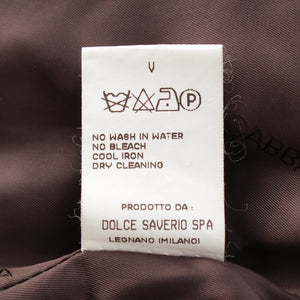 V
P
NO WASH IN WATER
NO BLEACH
COOL IRON
DRY CLEANING
PRODOTTO DA :
DOLCE SAVERIO SPA
LEGNANO (MILANO)